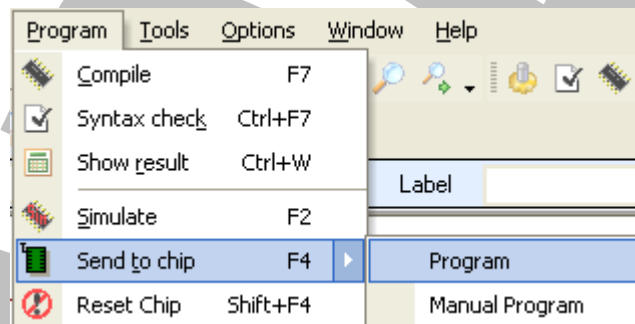 Program Tools Options Window Help
Compile F7
Syntax check Ctrl+F7
Show result Ctrl+W
Label
Simulate F2
Send to chip F4 Program
Reset Chip Shift+F4 Manual Program